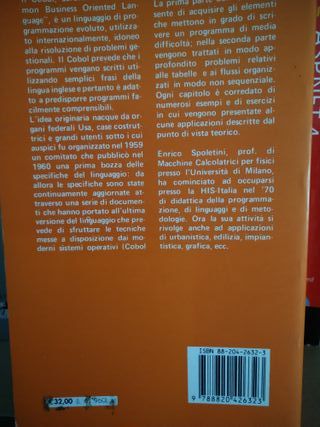 mon Business Oriented Lan-
guage", è un linguaggio di pro-
grammazione evoluto, utilizza-
to internazionalmente, idoneo
alla risoluzione di problemi ge-
stionali. Il Cobol prevede che i
programmi vengano scritti uti-
lizzando semplici frasi della
lingua inglese e pertanto è adat-
to a predisporre programmi fa-
cilmente comprensibili.
L'idea originaria nacque da or-
gani federali Usa, case costrut-
trici e grandi utenti sotto i cui
auspici fu organizzato nel 1959
un comitato che pubblicò nel
1960 una prima bozza delle
specifiche del linguaggio: da
allora le specifiche sono state
continuamente aggiornate at-
traverso una serie di documen-
ti che hanno portato all'ultima
versione del linguaggio che pre-
vede di sfruttare le tecniche
messe a disposizione dai mo-
derni sistemi operativi (Cobol
La prima parte
sente di acquisire gli elementi
che mettono in grado di scri-
vere un programma di media
difficoltà; nella seconda parte
vengono trattati in modo ap-
profondito problemi relativi
alle tabelle e ai flussi organiz-
zati in modo non sequenziale.
Ogni capitolo è corredato di
numerosi esempi e di esercizi
in cui vengono presentate al-
cune applicazioni descritte dal
punto di vista teorico.
Enrico Spoletini, prof. di
Macchine Calcolatrici per fisici
presso l'Università di Milano,
ha cominciato ad occuparsi
presso la HIS-Italia nel '70
di didattica della programma-
zione, di linguaggi e di meto-
dologie. Ora la sua attività si
rivolge anche ad applicazioni
di urbanistica, edilizia, impian-
tistica, grafica, ecc.
ISBN 88-204-2632-3
9 788820 426323
€ 32,00
ASP.NET 4